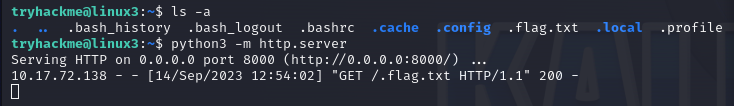 tryhackme@linux3:~$ ls -a
.  ..  .bash_history  .bash_logout  .bashrc  .cache  .config  .flag.txt  .local  .profile
tryhackme@linux3:~$ python3 -m http.server
Serving HTTP on 0.0.0.0 port 8000 (http://0.0.0.0:8000/) ...
10.17.72.138 - - [14/Sep/2023 12:54:02] "GET /.flag.txt HTTP/1.1" 200 -